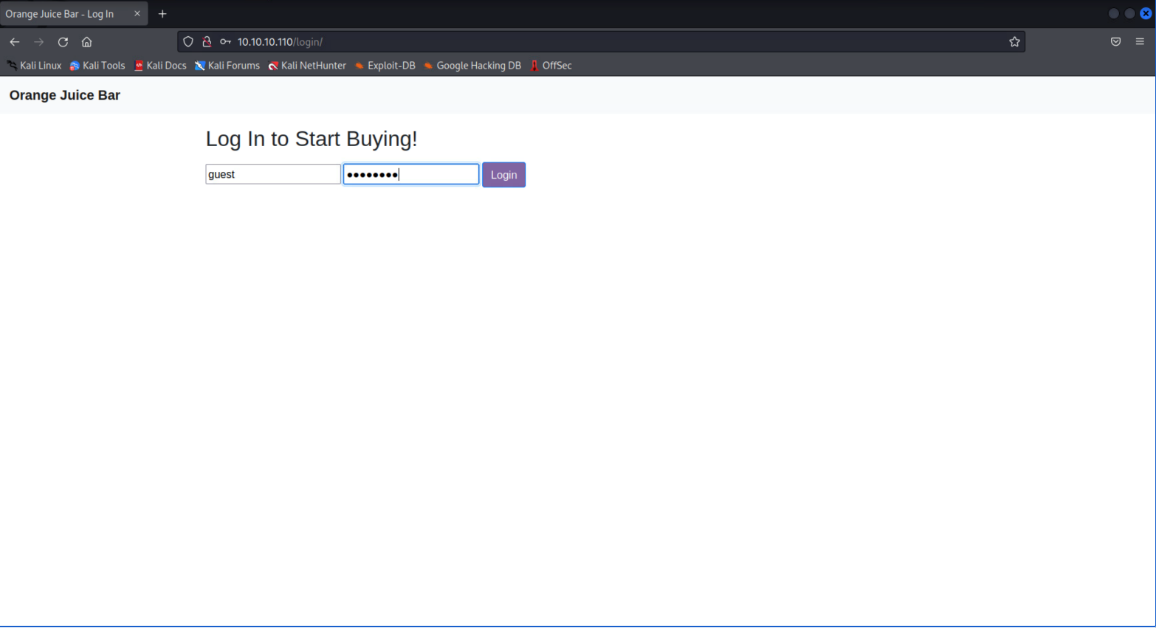 Orange Juice Bar - Log In × +
10.10.10.110/login/
Kali Linux Kali Tools Kali Docs Kali Forums Kali NetHunter Exploit-DB Google Hacking DB OffSec
Orange Juice Bar
Log In to Start Buying!
guest •••••••• Login